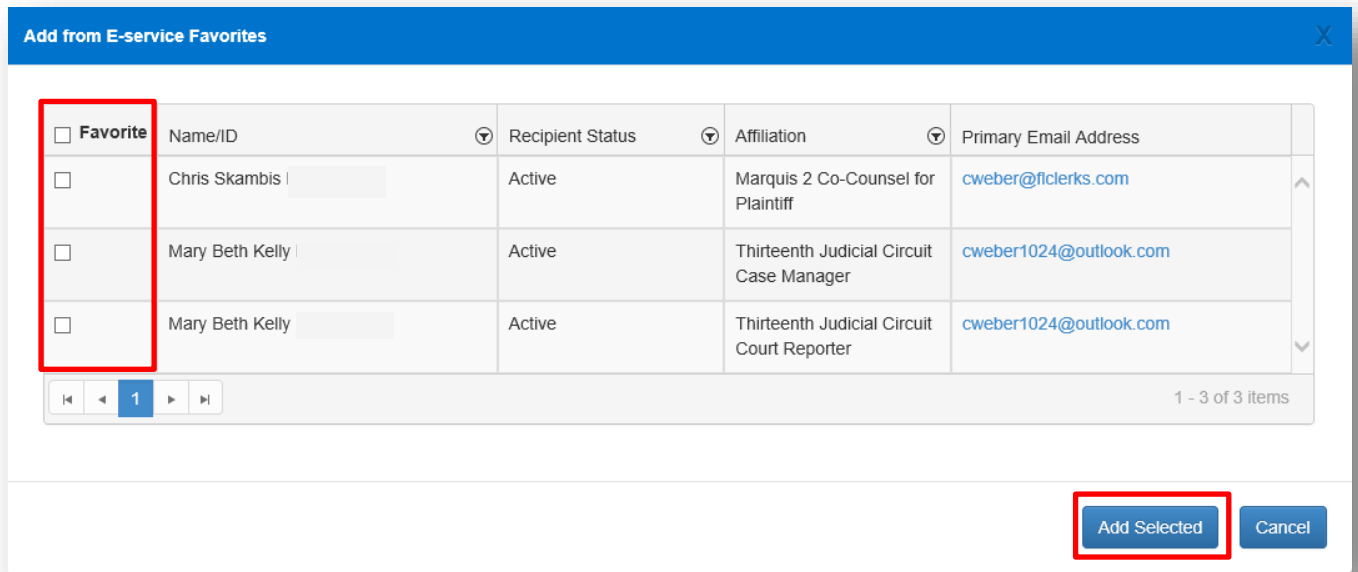 Add from E-service Favorites X
Favorite Name/ID Recipient Status Affiliation Primary Email Address
Chris Skambis Active Marquis 2 Co-Counsel for cweber@flclerks.com
Plaintiff
Mary Beth Kelly Active Thirteenth Judicial Circuit cweber1024@outlook.com
Case Manager
Mary Beth Kelly Active Thirteenth Judicial Circuit cweber1024@outlook.com
Court Reporter
1 1 - 3 of 3 items
Add Selected Cancel